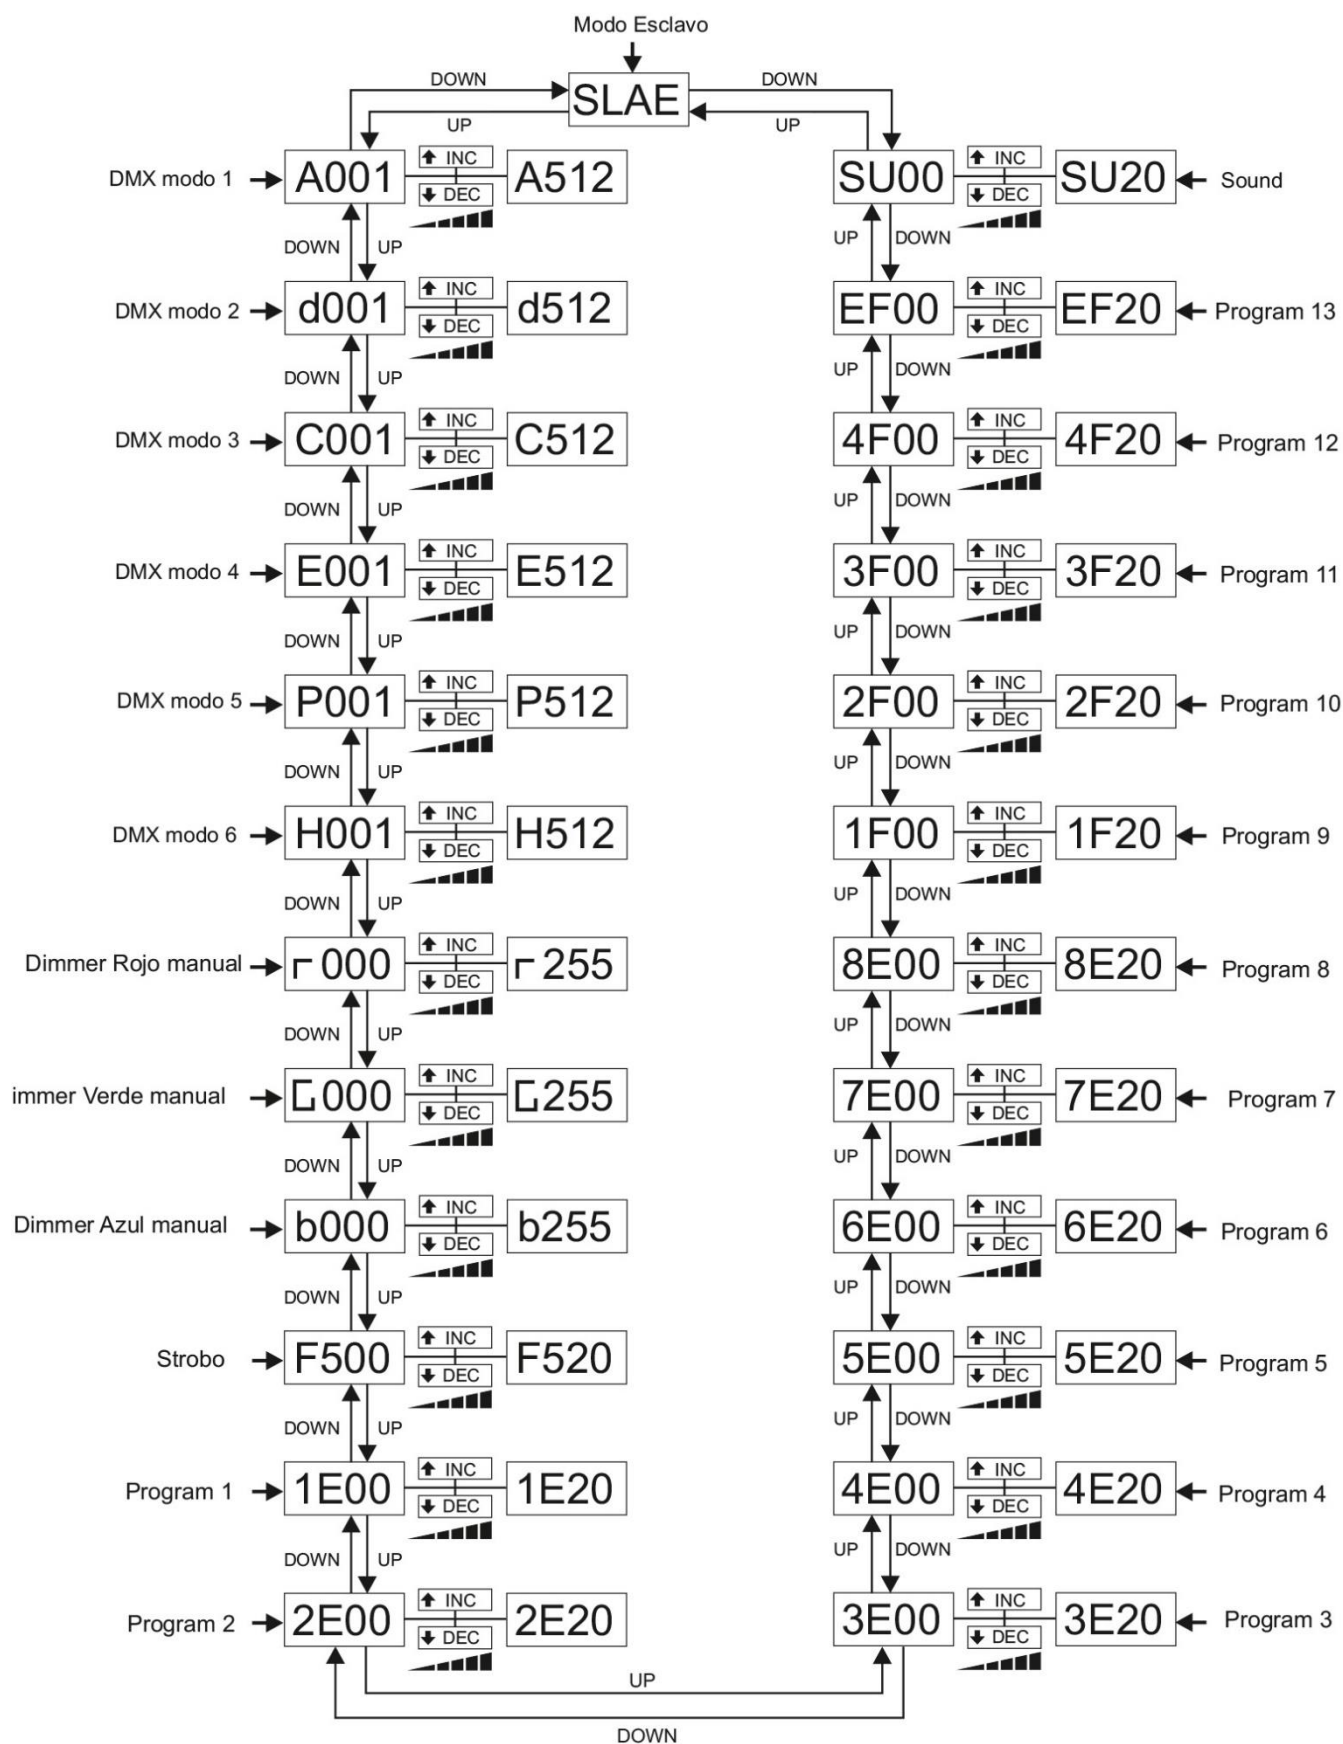 Modo Esclavo
DOWN SLAE DOWN
UP UP
DMX modo 1 A001 INC DEC A512 SU00 INC DEC SU20 Sound
DOWN UP UP DOWN
DMX modo 2 d001 INC DEC d512 EF00 INC DEC EF20 Program 13
DOWN UP UP DOWN
DMX modo 3 C001 INC DEC C512 4F00 INC DEC 4F20 Program 12
DOWN UP UP DOWN
DMX modo 4 E001 INC DEC E512 3F00 INC DEC 3F20 Program 11
DOWN UP UP DOWN
DMX modo 5 P001 INC DEC P512 2F00 INC DEC 2F20 Program 10
DOWN UP UP DOWN
DMX modo 6 H001 INC DEC H512 1F00 INC DEC 1F20 Program 9
DOWN UP UP DOWN
Dimmer Rojo manual r000 INC DEC r255 8E00 INC DEC 8E20 Program 8
DOWN UP UP DOWN
immer Verde manual G000 INC DEC G255 7E00 INC DEC 7E20 Program 7
DOWN UP UP DOWN
Dimmer Azul manual b000 INC DEC b255 6E00 INC DEC 6E20 Program 6
DOWN UP UP DOWN
Strobo F500 INC DEC F520 5E00 INC DEC 5E20 Program 5
DOWN UP UP DOWN
Program 1 1E00 INC DEC 1E20 4E00 INC DEC 4E20 Program 4
DOWN UP UP DOWN
Program 2 2E00 INC DEC 2E20 3E00 INC DEC 3E20 Program 3
UP
DOWN